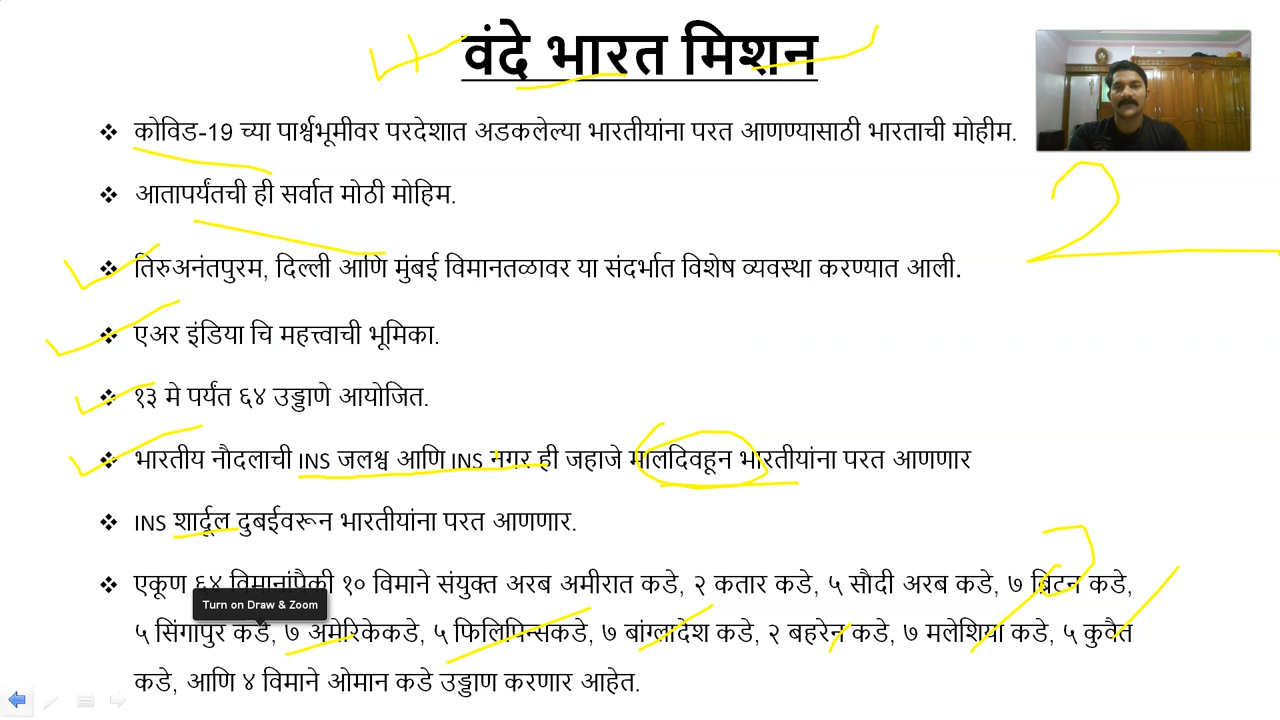 वंदे भारत मिशन
❖ कोविड-19 च्या पार्श्वभूमीवर परदेशात अडकलेल्या भारतीयांना परत आणण्यासाठी भारताची मोहीम.
❖ आतापर्यंतची ही सर्वात मोठी मोहिम.
❖ तिरुअनंतपुरम, दिल्ली आणि मुंबई विमानतळावर या संदर्भात विशेष व्यवस्था करण्यात आली.
❖ एअर इंडिया चि महत्त्वाची भूमिका.
❖ १३ मे पर्यंत ६४ उड्डाणे आयोजित.
❖ भारतीय नौदलाची INS जलश्व आणि INS नगर ही जहाजे मालदिवहून भारतीयांना परत आणणार
❖ INS शार्दूल दुबईवरून भारतीयांना परत आणणार.
❖ एकूण ६४ विमानांपैकी १० विमाने संयुक्त अरब अमीरात कडे, २ कतार कडे, ५ सौदी अरब कडे, ७ ब्रिटन कडे,
Turn on Draw & Zoom
५ सिंगापुर कडे, ७ अमेरिकेकडे, ५ फिलिपिन्सकडे, ७ बांग्लादेश कडे, २ बहरेन कडे, ७ मलेशिया कडे, ५ कुवैत
कडे, आणि ४ विमाने ओमान कडे उड्डाण करणार आहेत.
2